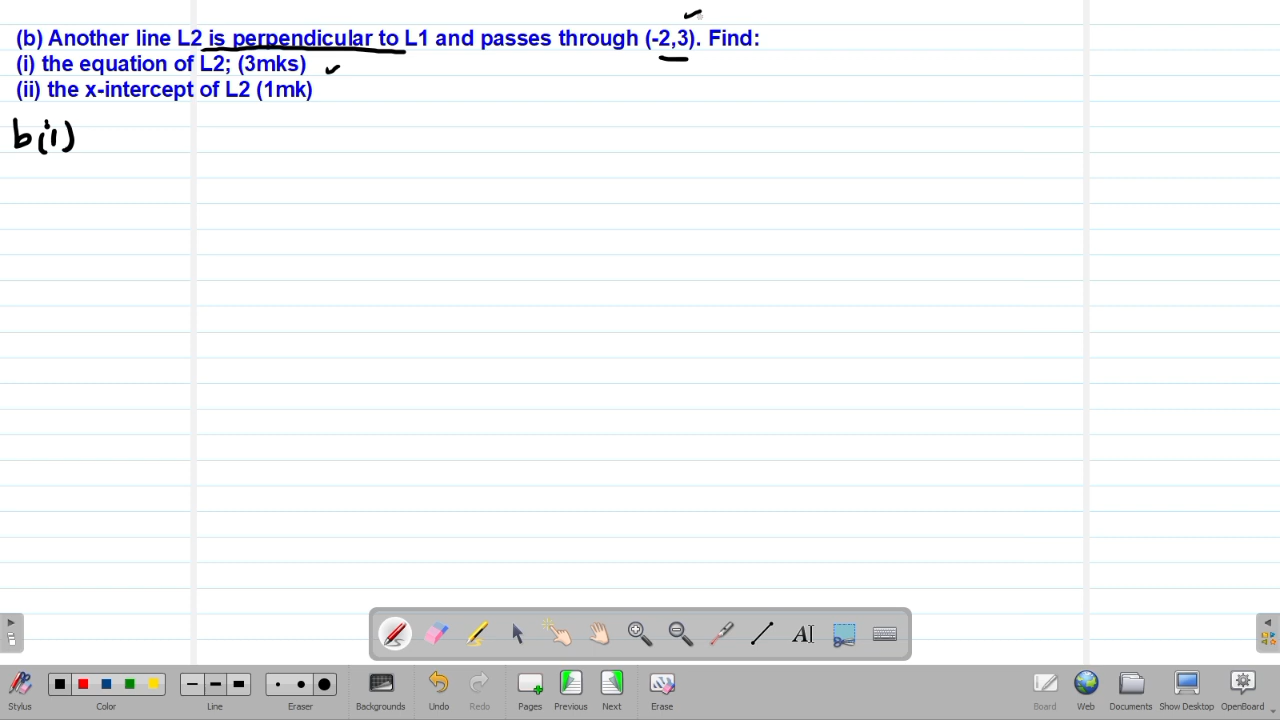 (b) Another line L2 is perpendicular to L1 and passes through (-2,3). Find:
(i) the equation of L2; (3mks)
(ii) the x-intercept of L2 (1mk)
b(i)
AI
Stylus
Color
Line
Eraser
Backgrounds
Undo
Redo
Pages
Previous
Next
Erase
Board
Web
Documents
Show Desktop
OpenBoard